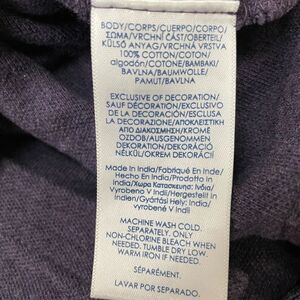 BODY/CORPS/CUERPO/CORPO/
ΣΩMA/VRCHNÍ ČÁST/OBERTEIL/
KÜLSŐ ANYAG/VRCHNÁ VRSTVA
100% COTTON/COTON/
algodón/COTONE/BAMBAKI/
BAVLNA/BAUMWOLLE/
PAMUT/BAVLNA
EXCLUSIVE OF DECORATION/
SAUF DÉCORATION/EXCLUSIVO
DE LA DECORACIÓN/ESCLUSA
LA DECORAZIONE/ΑΠΟΚΛΕΙΣΤΙΚΗ
ΑΠΟ ΔΙΑΚΟΣΜΗΣΗ/KROMĚ
OZDOB/AUSGENOMMEN
DEKORATION/DEKORÁCIÓ
NÉLKÜL/OKREM DEKORÁCIÍ
Made In India/Fabriqué En Inde/
Hecho En India/Prodotto in
India/Χωρα Κατασκευης: Ινδια/
Vyrobeno V Indii/Hergestellt in
Indien/Gyártási Hely: India/
Vyrobené V Indii
MACHINE WASH COLD.
SEPARATELY. ONLY
NON-CHLORINE BLEACH WHEN
NEEDED. TUMBLE DRY LOW.
WARM IRON IF NEEDED.
SÉPARÉMENT.
LAVAR POR SEPARADO.